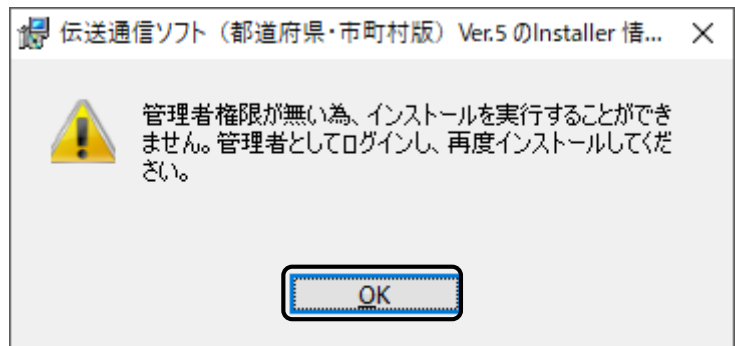 伝送通信ソフト（都道府県・市町村版）Ver.5 のInstaller 情...
管理者権限が無い為、インストールを実行することができ
ません。管理者としてログインし、再度インストールしてくだ
さい。
OK